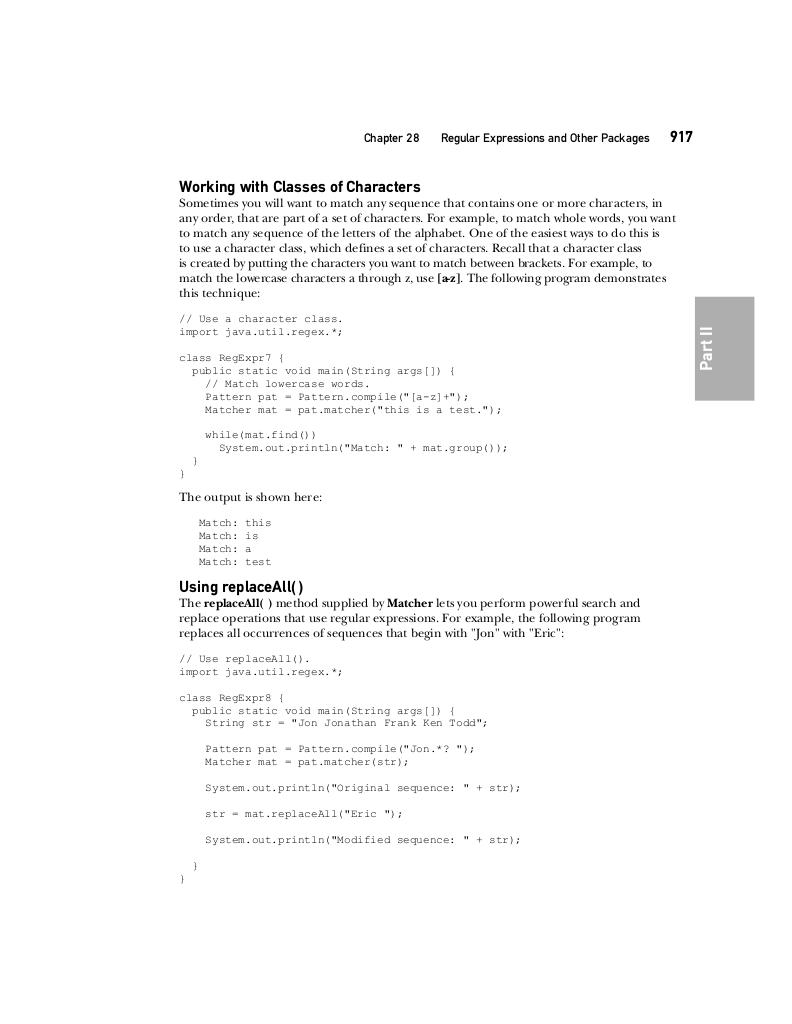 Chapter 28 Regular Expressions and Other Packages 917
Working with Classes of Characters
Sometimes you will want to match any sequence that contains one or more characters, in
any order, that are part of a set of characters. For example, to match whole words, you want
to match any sequence of the letters of the alphabet. One of the easiest ways to do this is
to use a character class, which defines a set of characters. Recall that a character class
is created by putting the characters you want to match between brackets. For example, to
match the lowercase characters a through z, use [a-z]. The following program demonstrates
this technique:
// Use a character class.
import java.util.regex.*;
class RegExpr7 {
public static void main(String args[]) {
// Match lowercase words.
Pattern pat = Pattern.compile("[a-z]+");
Matcher mat = pat.matcher("this is a test.");
while(mat.find())
System.out.println("Match: " + mat.group());
}
}
The output is shown here:
Match: this
Match: is
Match: a
Match: test
Using replaceAll( )
The replaceAll( ) method supplied by Matcher lets you perform powerful search and
replace operations that use regular expressions. For example, the following program
replaces all occurrences of sequences that begin with "Jon" with "Eric":
// Use replaceAll().
import java.util.regex.*;
class RegExpr8 {
public static void main(String args[]) {
String str = "Jon Jonathan Frank Ken Todd";
Pattern pat = Pattern.compile("Jon.*? ");
Matcher mat = pat.matcher(str);
System.out.println("Original sequence: " + str);
str = mat.replaceAll("Eric ");
System.out.println("Modified sequence: " + str);
}
}
Part II